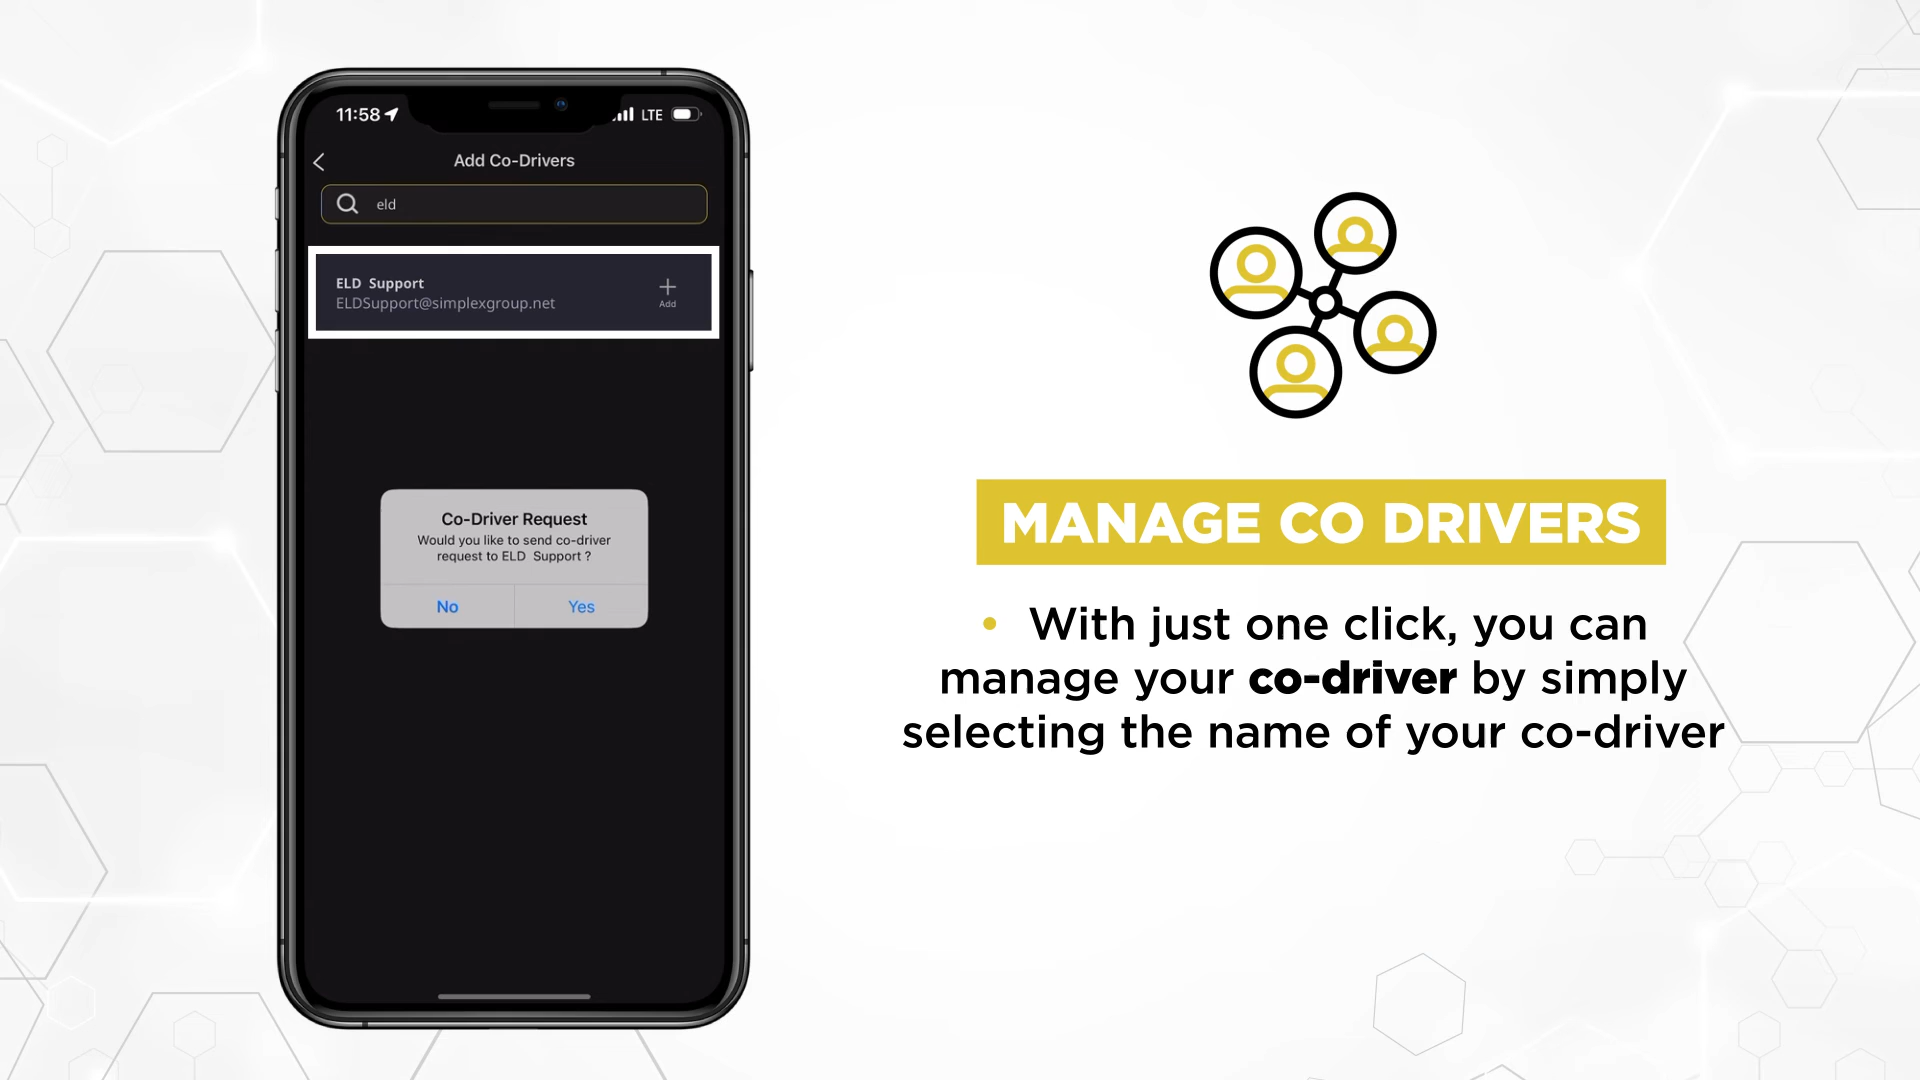 11:58
LTE
Add Co-Drivers
eld
ELD  Support
ELDSupport@simplexgroup.net
Add
Co-Driver Request
Would you like to send co-driver
request to ELD  Support ?
No
Yes
MANAGE CO DRIVERS
• With just one click, you can
manage your co-driver by simply
selecting the name of your co-driver